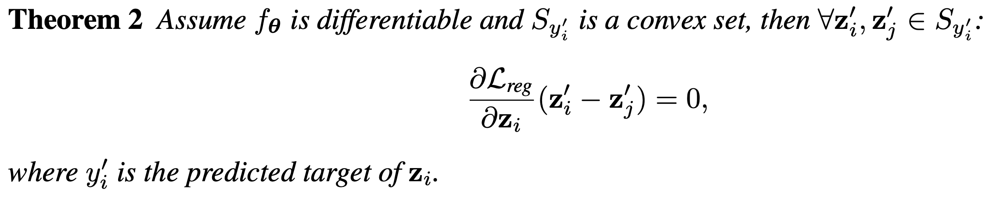 Theorem 2 Assume $f_{\boldsymbol{\theta}}$ is differentiable and $S_{y'_i}$ is a convex set, then $\forall \mathbf{z}'_i, \mathbf{z}'_j \in S_{y'_i}$:
$\frac{\partial \mathcal{L}_{reg}}{\partial \mathbf{z}_i}(\mathbf{z}'_i - \mathbf{z}'_j) = 0,$
where $y'_i$ is the predicted target of $\mathbf{z}_i$.